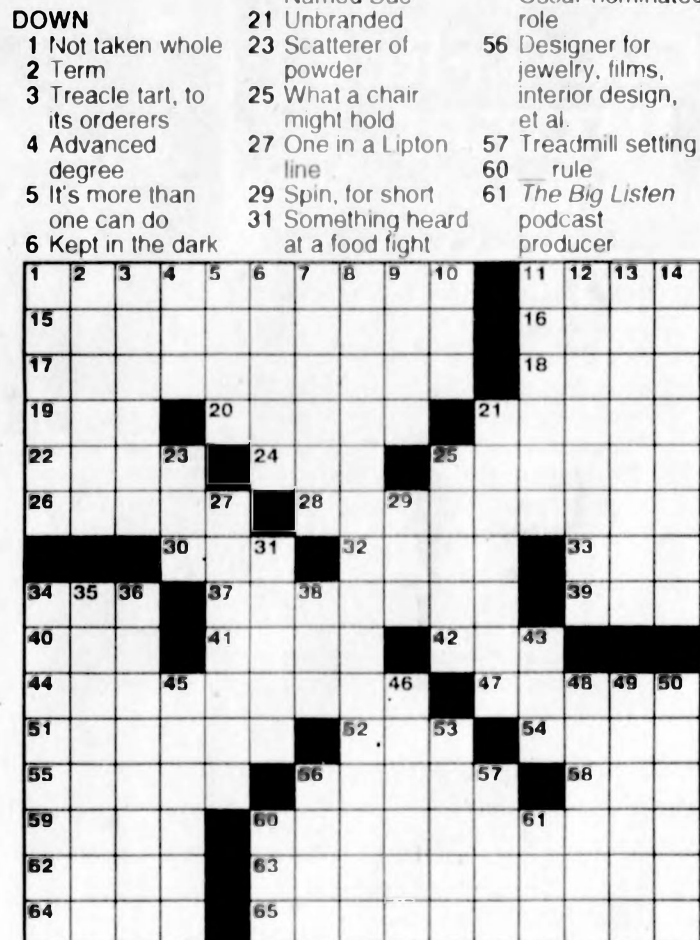 DOWN
1 Not taken whole
2 Term
3 Treacle tart, to
its orderers
4 Advanced
degree
5 It's more than
one can do
6 Kept in the dark
21 Unbranded
23 Scatterer of
powder
25 What a chair
might hold
27 One in a Lipton
line
29 Spin, for short
31 Something heard
at a food fight
role
56 Designer for
jewelry, films,
interior design,
et al.
57 Treadmill setting
60 __ rule
61 The Big Listen
podcast
producer
1 2 3 4 5 6 7 8 9 10 11 12 13 14
15 16
17 18
19 20 21
22 23 24 25
26 27 28 29
30 31 32 33
34 35 36 37 38 39
40 41 42 43
44 45 46 47 48 49 50
51 52 53 54
55 56 57 58
59 60 61
62 63
64 65